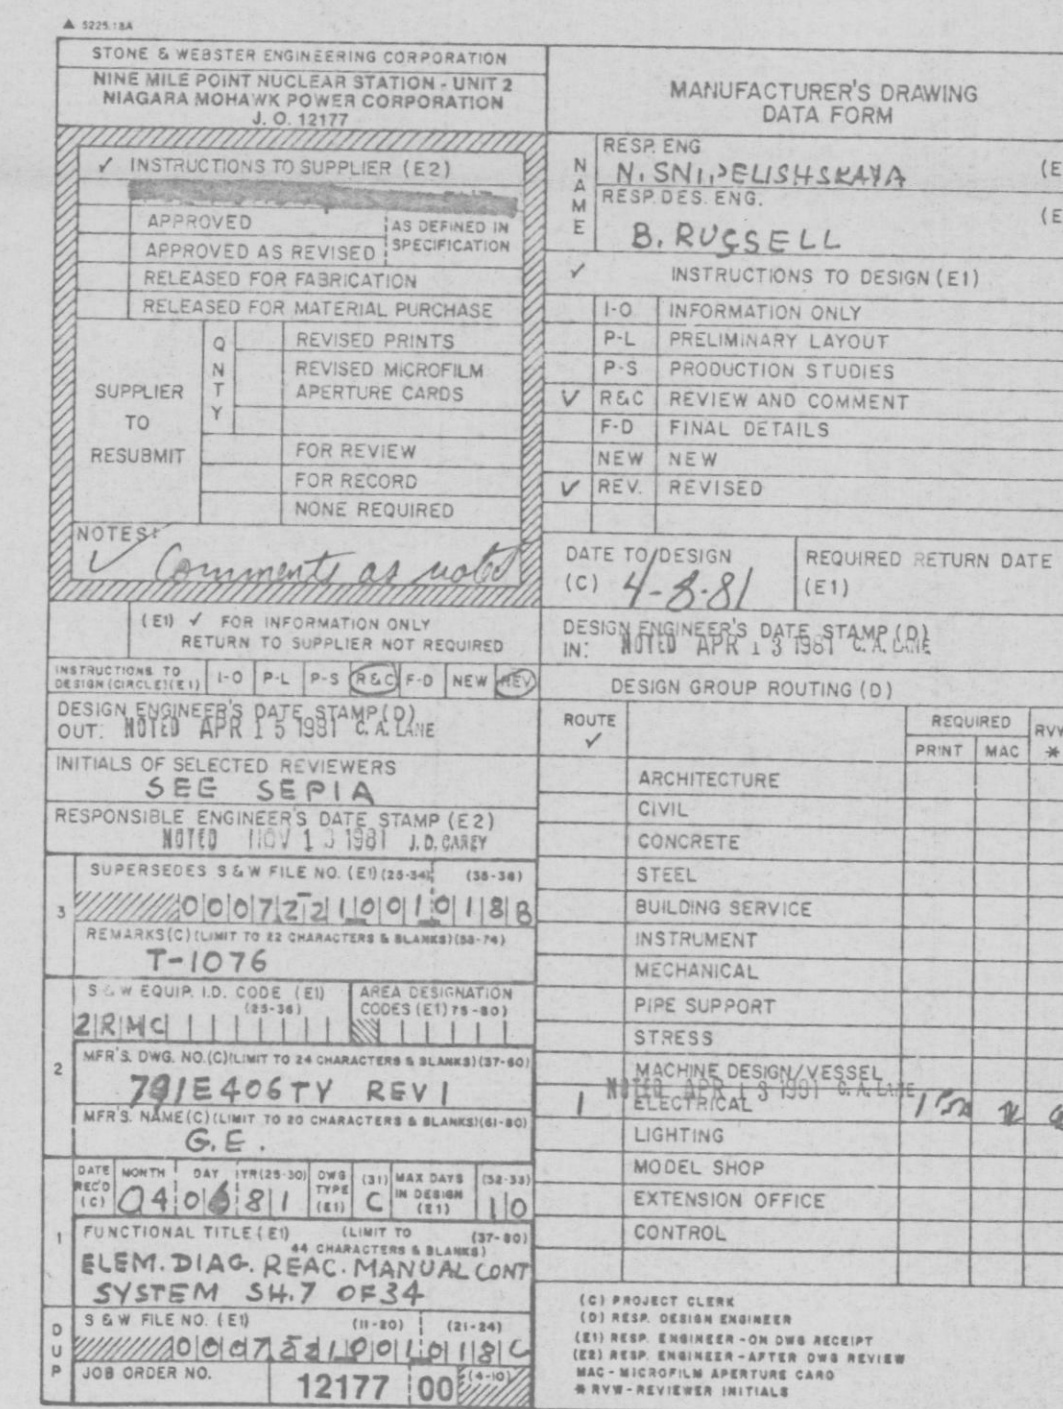 ▲ 5225.18A
STONE & WEBSTER ENGINEERING CORPORATION
NINE MILE POINT NUCLEAR STATION - UNIT 2
NIAGARA MOHAWK POWER CORPORATION
J. O. 12177
✓ INSTRUCTIONS TO SUPPLIER (E2)
APPROVED
APPROVED AS REVISED
AS DEFINED IN
SPECIFICATION
RELEASED FOR FABRICATION
RELEASED FOR MATERIAL PURCHASE
SUPPLIER
TO
RESUBMIT
QNTY
REVISED PRINTS
REVISED MICROFILM
APERTURE CARDS
FOR REVIEW
FOR RECORD
NONE REQUIRED
NOTES:
✓ Comments as noted
(E1) ✓ FOR INFORMATION ONLY
RETURN TO SUPPLIER NOT REQUIRED
INSTRUCTIONS TO
DESIGN (CIRCLE)(E1) I-O P-L P-S R&C F-D NEW REV
DESIGN ENGINEER'S DATE STAMP (D)
OUT: NOTED APR 15 1981 C. A. LANE
INITIALS OF SELECTED REVIEWERS
SEE SEPIA
RESPONSIBLE ENGINEER'S DATE STAMP (E2)
NOTED NOV 13 1981 J.D. CAREY
3
SUPERSEDES S & W FILE NO. (E1)(25-34) (35-36)
REMARKS(C)(LIMIT TO 22 CHARACTERS & BLANKS)(53-74)
T-1076
2
S & W EQUIP. I.D. CODE (E1)
(25-36)
2RMC
AREA DESIGNATION
CODES (E1) 75-80)
MFR'S. DWG. NO.(C)(LIMIT TO 24 CHARACTERS & BLANKS)(37-60)
791E406TY REV 1
MFR'S. NAME(C)(LIMIT TO 20 CHARACTERS & BLANKS)(61-80)
G.E.
1
DATE
REC'D
(C)
MONTH DAY YR(25-30)
040681
DWG
TYPE
(E1)
(31)
C
MAX DAYS
IN DESIGN
(E1)
(32-33)
10
FUNCTIONAL TITLE (E1) (LIMIT TO (37-80)
44 CHARACTERS & BLANKS)
ELEM. DIAG. REAC. MANUAL CONT
SYSTEM SH.7 OF 34
DUP
S & W FILE NO. (E1) (11-20) (21-24)
JOB ORDER NO.
12177 00 (4-10)
MANUFACTURER'S DRAWING
DATA FORM
NAME
RESP. ENG
(E
RESP. DES. ENG.
(E
B. RUSSELL
✓ INSTRUCTIONS TO DESIGN (E1)
I-O INFORMATION ONLY
P-L PRELIMINARY LAYOUT
P-S PRODUCTION STUDIES
✓ R&C REVIEW AND COMMENT
F-D FINAL DETAILS
NEW NEW
✓ REV. REVISED
DATE TO DESIGN
(C) 4-8-81
REQUIRED RETURN DATE
(E1)
DESIGN ENGINEER'S DATE STAMP (D)
IN: NOTED APR 13 1981 C. A. LANE
DESIGN GROUP ROUTING (D)
ROUTE
✓
REQUIRED
PRINT MAC
RVW
*
ARCHITECTURE
CIVIL
CONCRETE
STEEL
BUILDING SERVICE
INSTRUMENT
MECHANICAL
PIPE SUPPORT
STRESS
MACHINE DESIGN/VESSEL
NOTED APR 13 1981 C. A. LANE
1 ELECTRICAL
LIGHTING
MODEL SHOP
EXTENSION OFFICE
CONTROL
(C) PROJECT CLERK
(D) RESP. DESIGN ENGINEER
(E1) RESP. ENGINEER - ON DWG RECEIPT
(E2) RESP. ENGINEER - AFTER DWG REVIEW
MAC - MICROFILM APERTURE CARD
* RVW - REVIEWER INITIALS